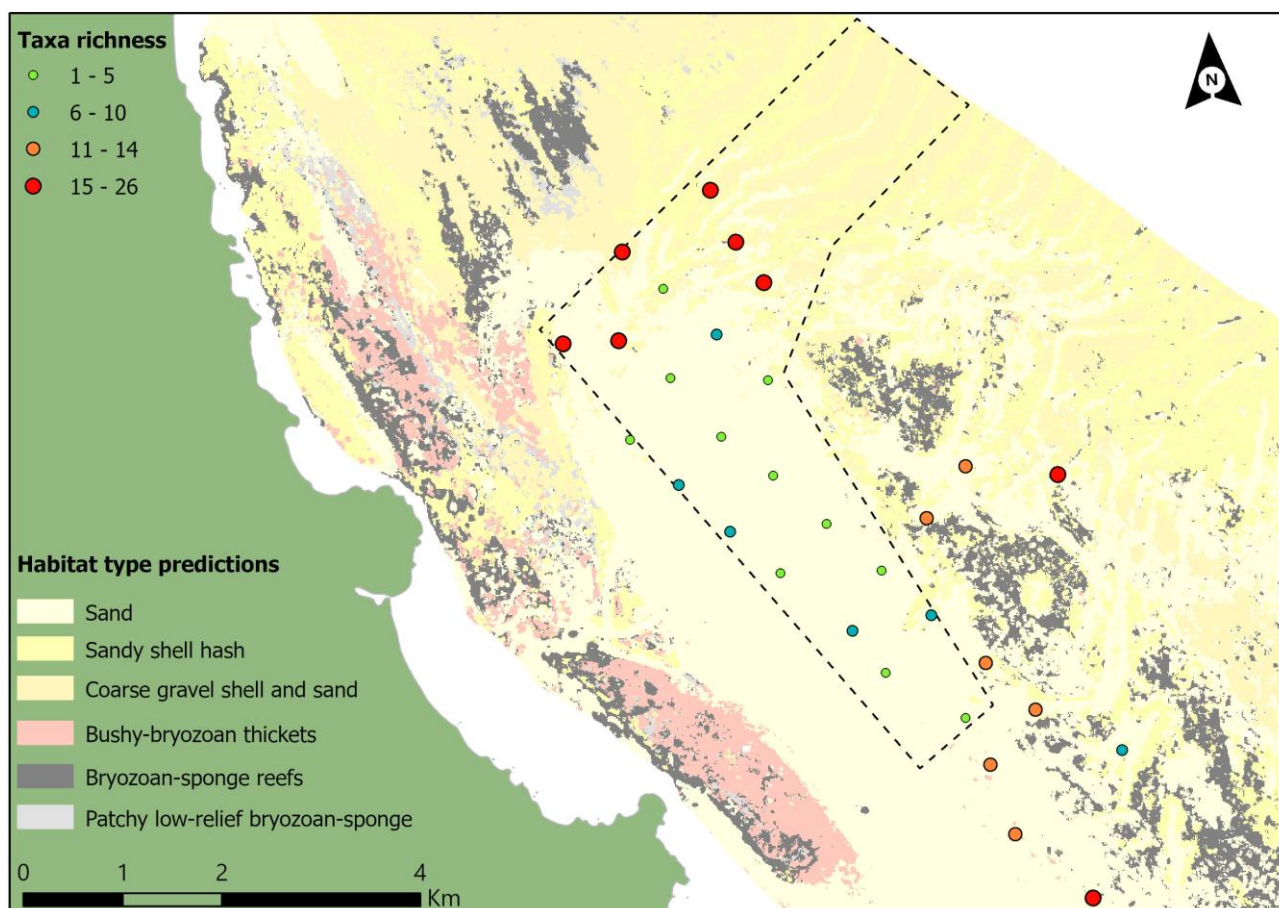 Taxa richness
1 - 5
6 - 10
11 - 14
15 - 26
N
Habitat type predictions
Sand
Sandy shell hash
Coarse gravel shell and sand
Bushy-bryozoan thickets
Bryozoan-sponge reefs
Patchy low-relief bryozoan-sponge
0 1 2 4
Km